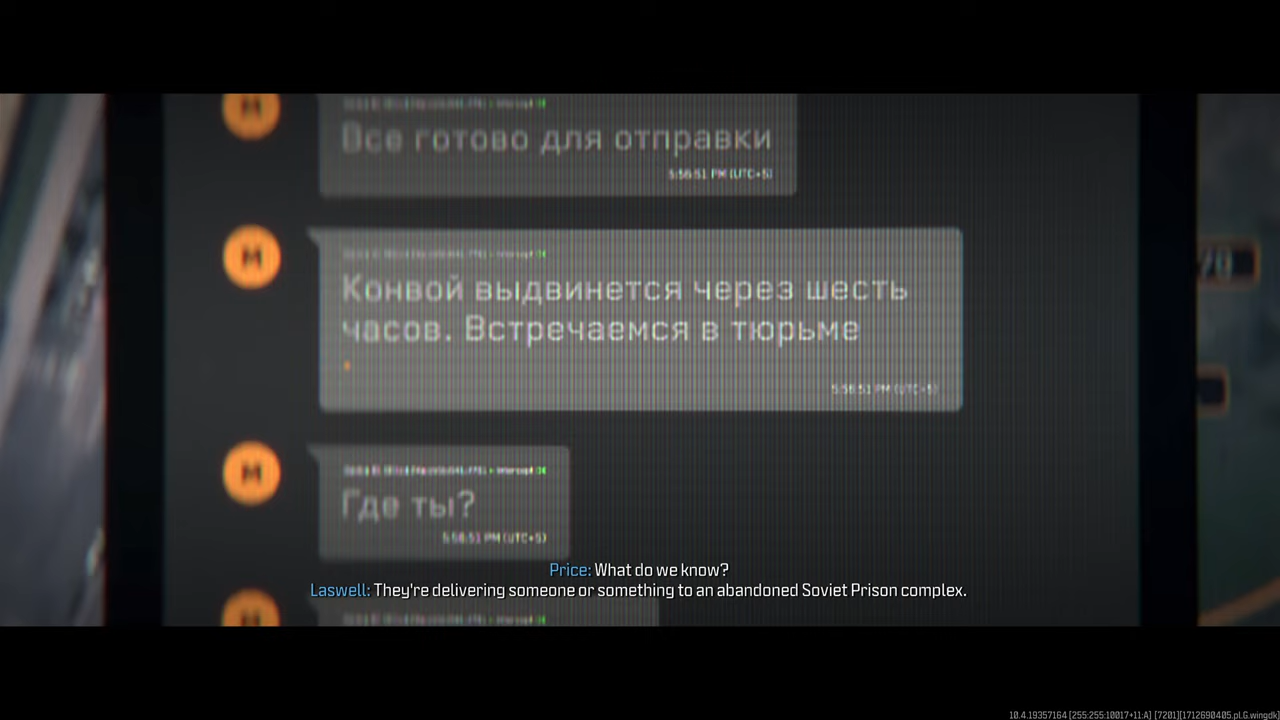 M
Все готово для отправки
5:56:51 PM (UTC+5)
M
Конвой выдвинется через шесть
часов. Встречаемся в тюрьме
5:56:51 PM (UTC+5)
M
Где ты?
5:56:51 PM (UTC+5)
70
Price: What do we know?
Laswell: They're delivering someone or something to an abandoned Soviet Prison complex.